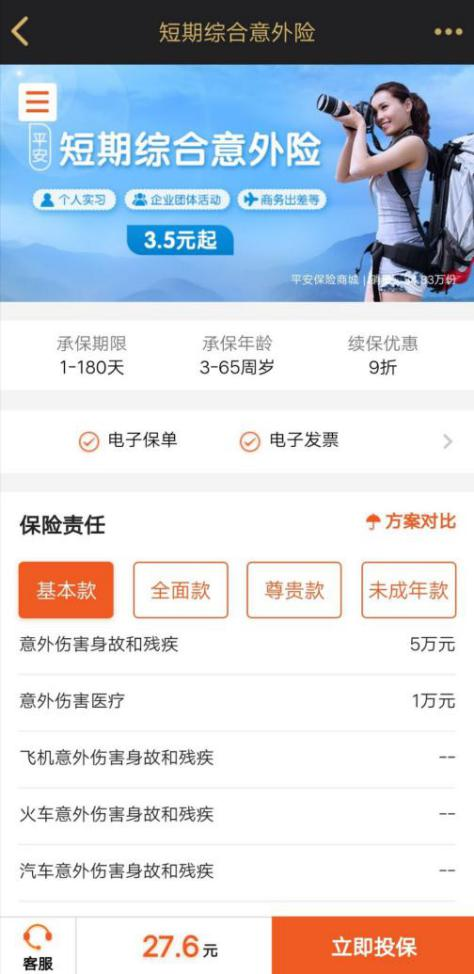 短期综合意外险
平安
短期综合意外险
个人实习 企业团体活动 商务出差等
3.5元起
平安保险商城
万份
承保期限 承保年龄 续保优惠
1-180天 3-65周岁 9折
电子保单 电子发票
保险责任 方案对比
基本款 全面款 尊贵款 未成年款
意外伤害身故和残疾 5万元
意外伤害医疗 1万元
飞机意外伤害身故和残疾 --
火车意外伤害身故和残疾 --
汽车意外伤害身故和残疾 --
客服 27.6元 立即投保